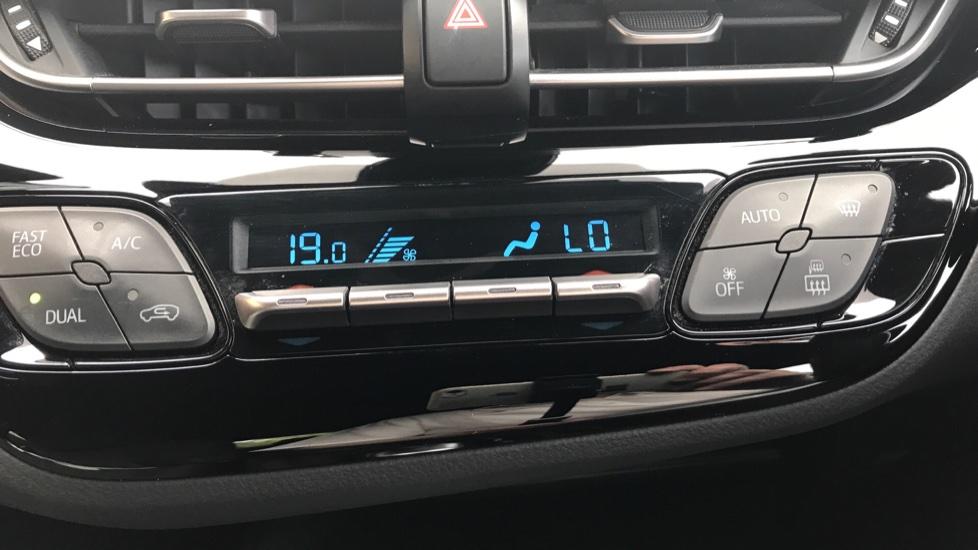 FAST
ECO
A/C
DUAL
19.0
LO
AUTO
OFF